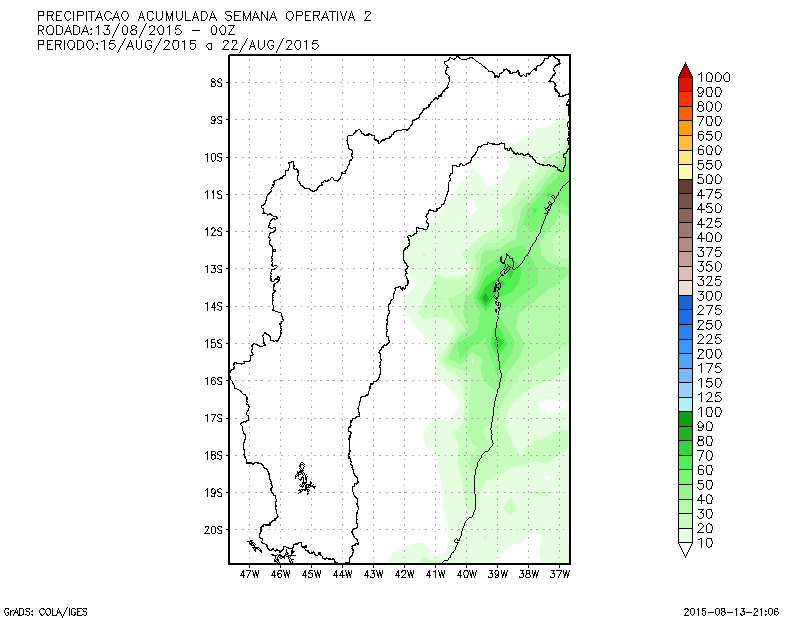 PRECIPITACAO ACUMULADA SEMANA OPERATIVA 2
RODADA:13/08/2015 - 00Z
PERIODO:15/AUG/2015 a 22/AUG/2015
8S
9S
10S
11S
12S
13S
14S
15S
16S
17S
18S
19S
20S
47W 46W 45W 44W 43W 42W 41W 40W 39W 38W 37W
1000
900
800
700
650
600
550
500
475
450
425
400
375
350
325
300
275
250
225
200
175
150
125
100
90
80
70
60
50
40
30
20
10
GrADS: COLA/IGES
2015-08-13-21:06